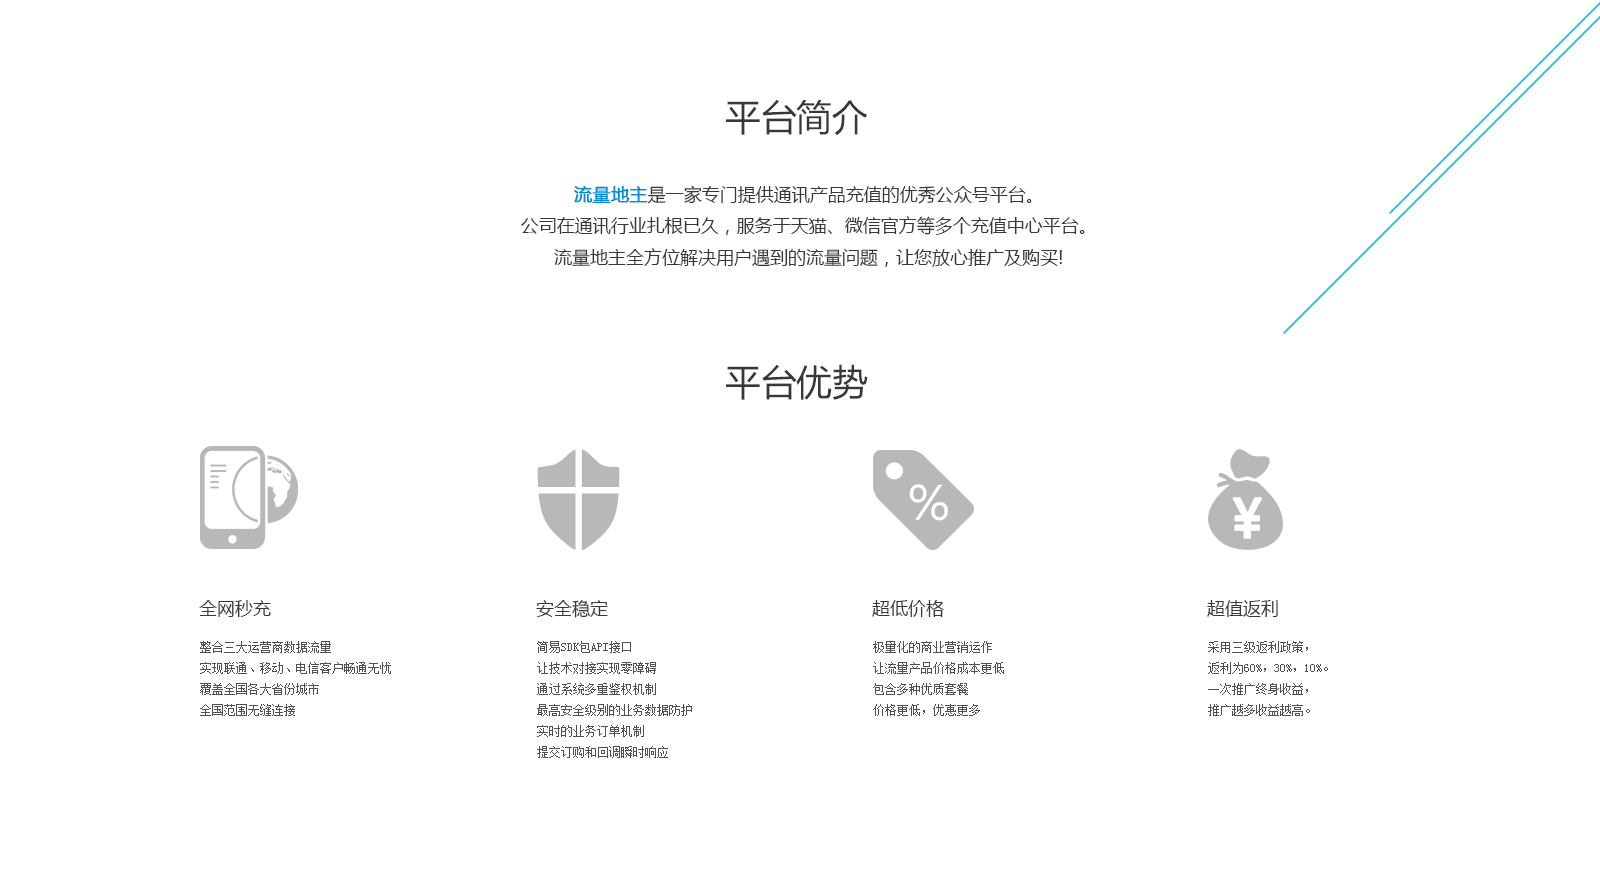 平台简介
流量地主是一家专门提供通讯产品充值的优秀公众号平台。
公司在通讯行业扎根已久，服务于天猫、微信官方等多个充值中心平台。
流量地主全方位解决用户遇到的流量问题，让您放心推广及购买!
平台优势
%
¥
全网秒充
整合三大运营商数据流量
实现联通、移动、电信客户畅通无忧
覆盖全国各大省份城市
全国范围无缝连接
安全稳定
简易SDK包API接口
让技术对接实现零障碍
通过系统多重鉴权机制
最高安全级别的业务数据防护
实时的业务订单机制
提交订购和回调瞬时响应
超低价格
极量化的商业营销运作
让流量产品价格成本更低
包含多种优质套餐
价格更低，优惠更多
超值返利
采用三级返利政策，
返利为60%，30%，10%。
一次推广终身收益，
推广越多收益越高。